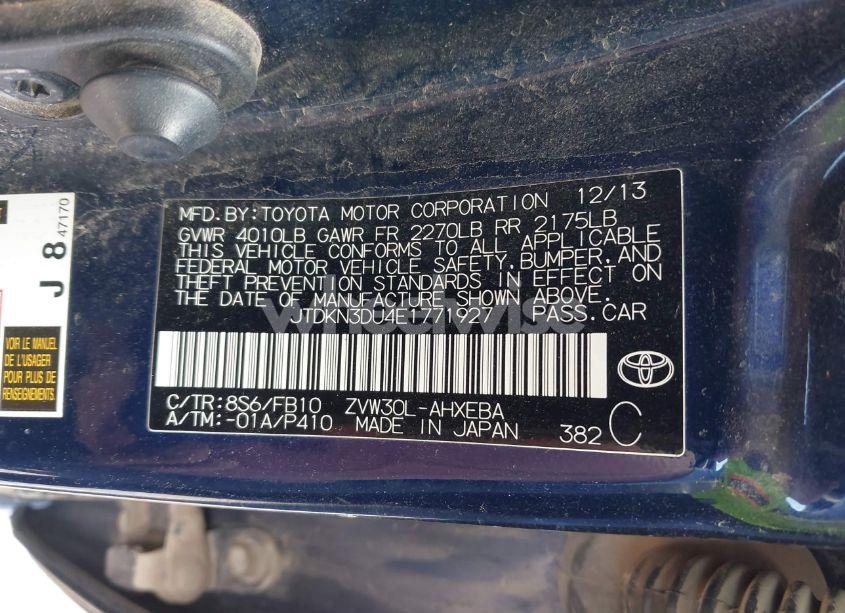 MFD. BY: TOYOTA MOTOR CORPORATION 12/13
GVWR 4010LB GAWR FR 2270LB RR 2175LB
THIS VEHICLE CONFORMS TO ALL APPLICABLE
FEDERAL MOTOR VEHICLE SAFETY, BUMPER, AND
THEFT PREVENTION STANDARDS IN EFFECT ON
THE DATE OF MANUFACTURE SHOWN ABOVE.
JTDKN3DU4E1771927 PASS. CAR
C/TR: 8S6/FB10 ZVW30L-AHXEBA
A/TM: -01A/P410 MADE IN JAPAN 382 C
J 8 47170
VOIR LE MANUEL
DE L'USAGER
POUR PLUS DE